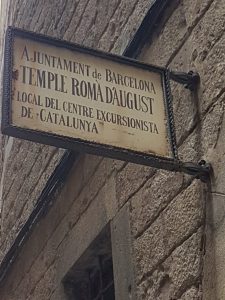 AJUNTAMENT de BARCELONA
TEMPLE ROMÀ D'AUGUST
LOCAL DEL CENTRE EXCURSIONISTA
DE "CATALUNYA"